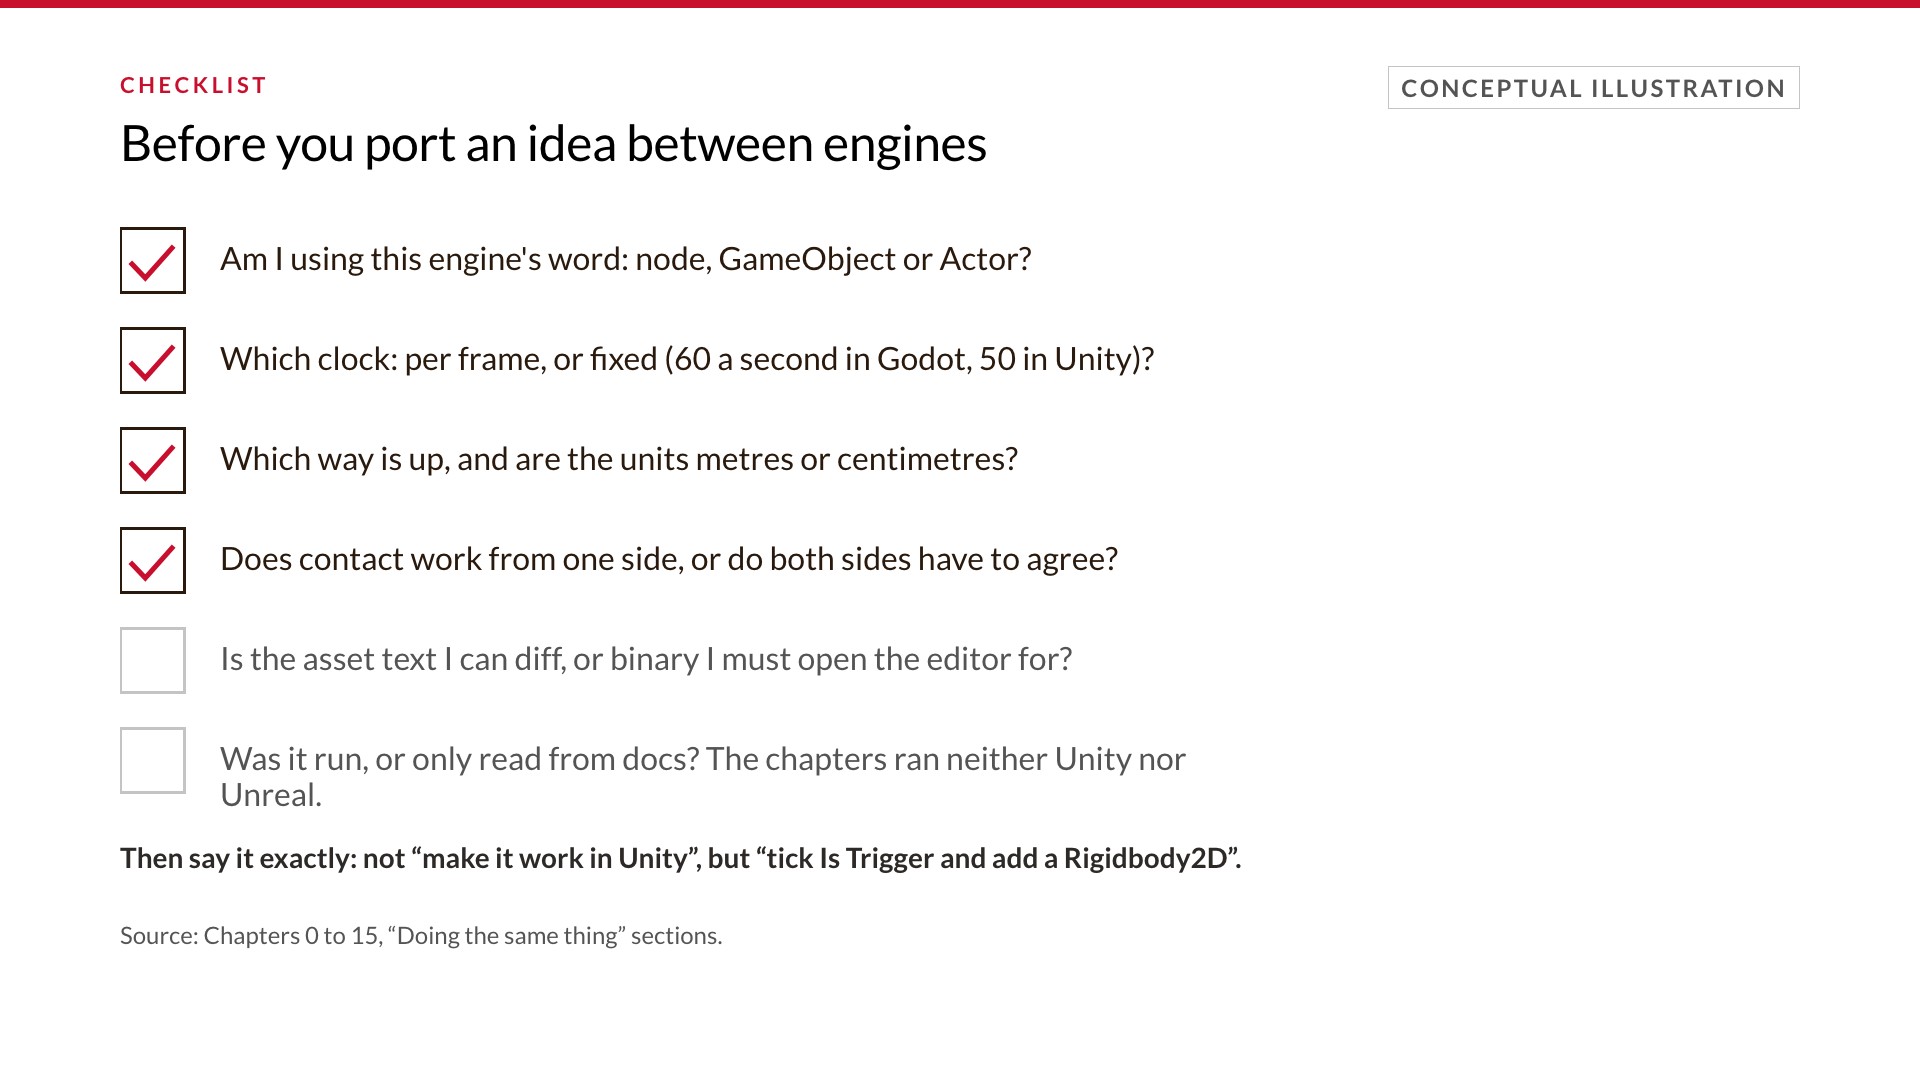 CHECKLIST
CONCEPTUAL ILLUSTRATION
Before you port an idea between engines
Am I using this engine's word: node, GameObject or Actor?
Which clock: per frame, or fixed (60 a second in Godot, 50 in Unity)?
Which way is up, and are the units metres or centimetres?
Does contact work from one side, or do both sides have to agree?
Is the asset text I can diff, or binary I must open the editor for?
Was it run, or only read from docs? The chapters ran neither Unity nor
Unreal.
Then say it exactly: not “make it work in Unity”, but “tick Is Trigger and add a Rigidbody2D”.
Source: Chapters 0 to 15, “Doing the same thing” sections.